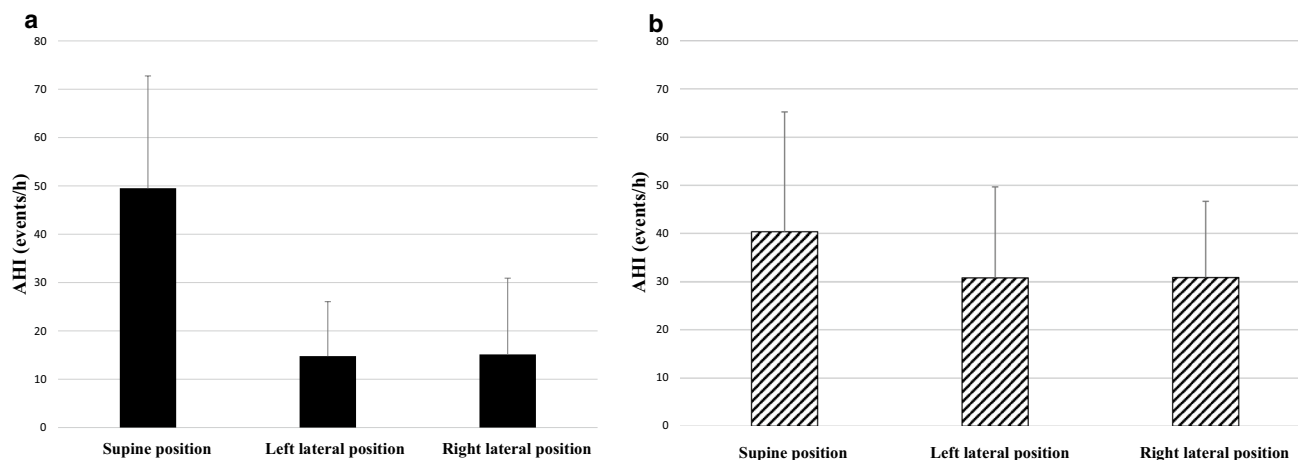 a
80
70
60
50
40
30
20
10
0
AHI (events/h)
Supine position
Left lateral position
Right lateral position
b
80
70
60
50
40
30
20
10
0
AHI (events/h)
Supine position
Left lateral position
Right lateral position